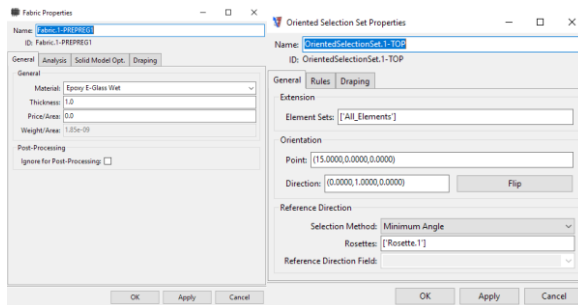 Fabric Properties
Name: Fabric.1-PREPREG1
ID: Fabric.1-PREPREG1
General Analysis Solid Model Opt. Draping
General
Material: Epoxy E-Glass Wet
Thickness: 1.0
Price/Area: 0.0
Weight/Area: 1.85e-09
Post-Processing
Ignore for Post-Processing:
OK Apply Cancel
Oriented Selection Set Properties
Name: OrientedSelectionSet.1-TOP
ID: OrientedSelectionSet.1-TOP
General Rules Draping
Extension
Element Sets: ['All_Elements']
Orientation
Point: (15.0000,0.0000,0.0000)
Direction: (0.0000,1.0000,0.0000) Flip
Reference Direction
Selection Method: Minimum Angle
Rosettes: ['Rosette.1']
Reference Direction Field:
OK Apply Cancel